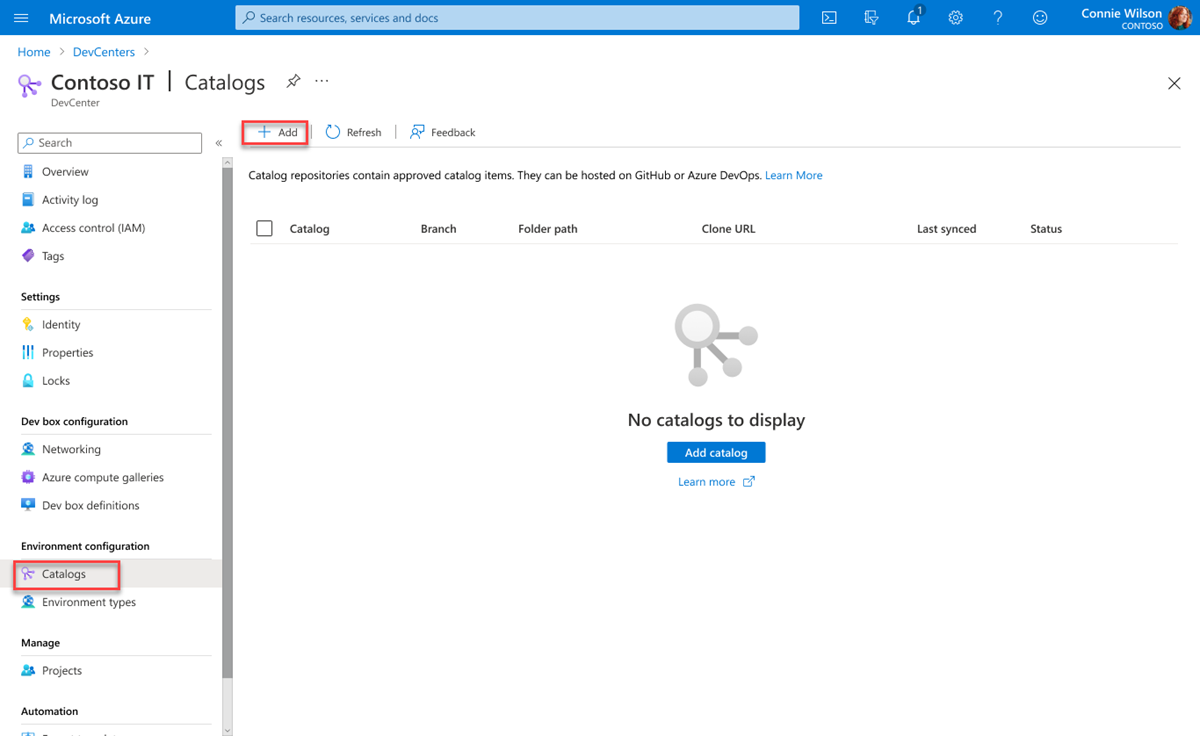 Microsoft Azure
Search resources, services and docs
1
Connie Wilson
CONTOSO
Home > DevCenters >
Contoso IT | Catalogs
...
DevCenter
Search
«
Overview
Activity log
Access control (IAM)
Tags
Settings
Identity
Properties
Locks
Dev box configuration
Networking
Azure compute galleries
Dev box definitions
Environment configuration
Catalogs
Environment types
Manage
Projects
Automation
+ Add
Refresh
Feedback
Catalog repositories contain approved catalog items. They can be hosted on GitHub or Azure DevOps. Learn More
Catalog Branch Folder path Clone URL Last synced Status
No catalogs to display
Add catalog
Learn more